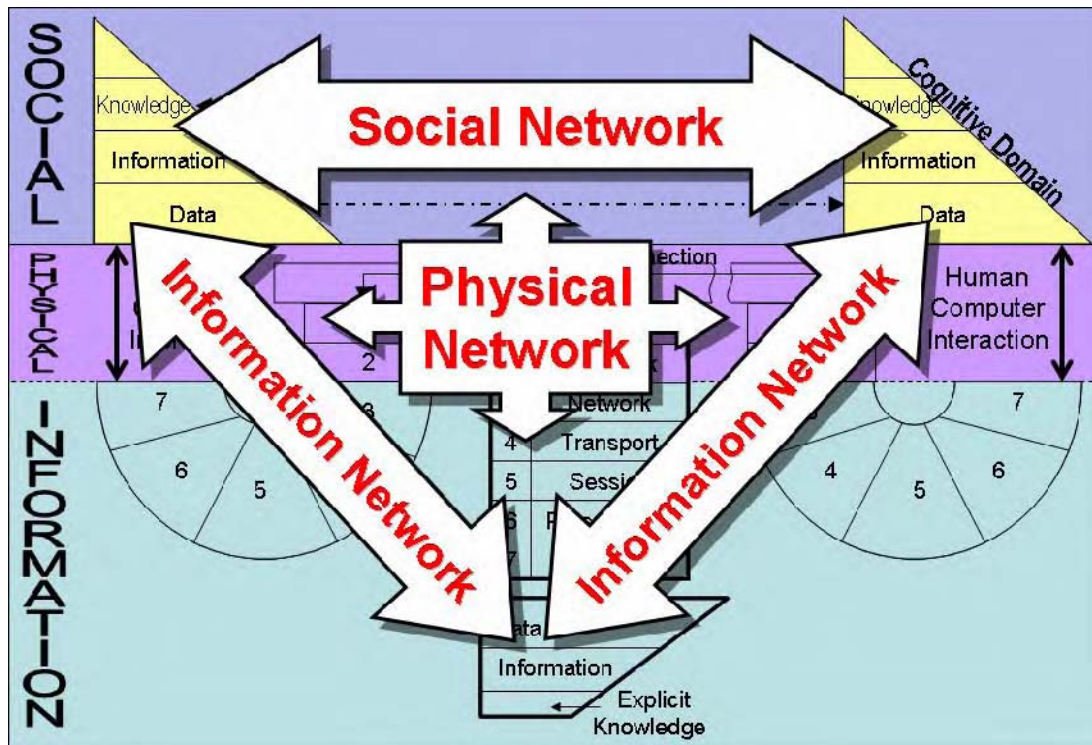 SOCIAL
Knowledge
Information
Data
Social Network
Knowledge
Information
Data
Cognitive Domain
PHYSICAL
Physical
Network
2
Human
Computer
Interaction
Information Network
Information Network
INFORMATION
7
6
5
3
Network
4 Transport
5 Session
6
7
4
5
6
7
Data
Information
Explicit
Knowledge